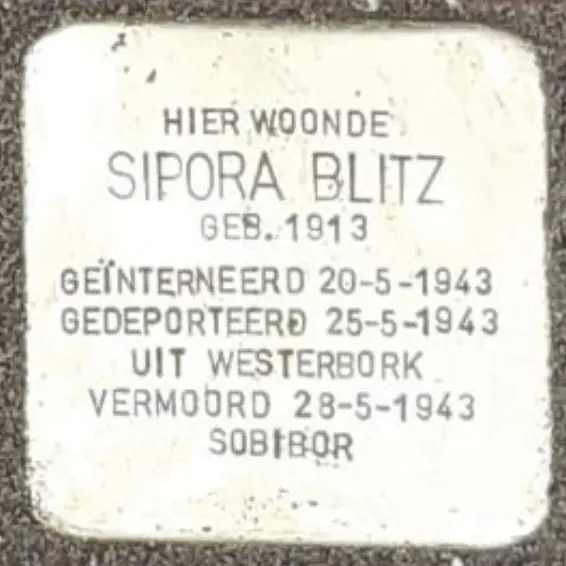 HIER WOONDE
SIPORA BLITZ
GEB. 1913
GEÏNTERNEERD 20-5-1943
GEDEPORTEERD 25-5-1943
UIT WESTERBORK
VERMOORD 28-5-1943
SOBIBOR